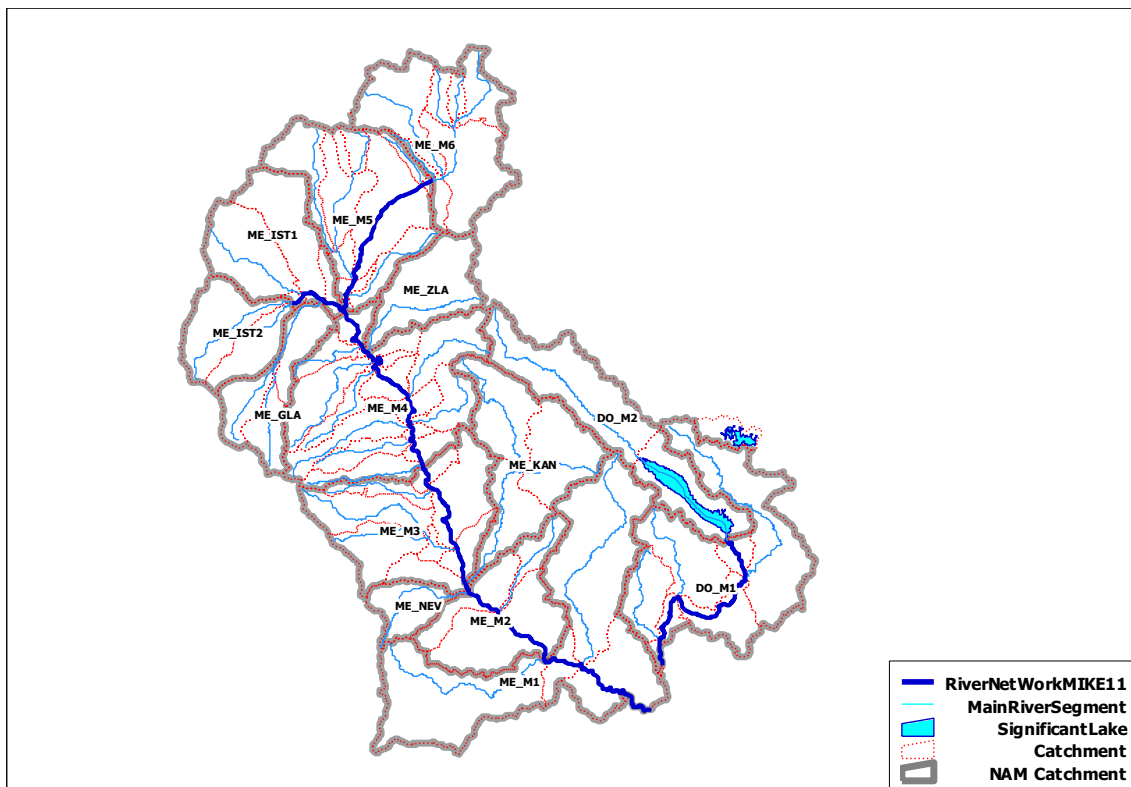 ME_M6
ME_M5
ME_IST1
ME_ZLA
ME_IST2
ME_GLA
ME_M4
DO_M2
ME_KAN
ME_M3
DO_M1
ME_NEV
ME_M2
ME_M1
RiverNetWorkMIKE11
MainRiverSegment
SignificantLake
Catchment
NAM Catchment